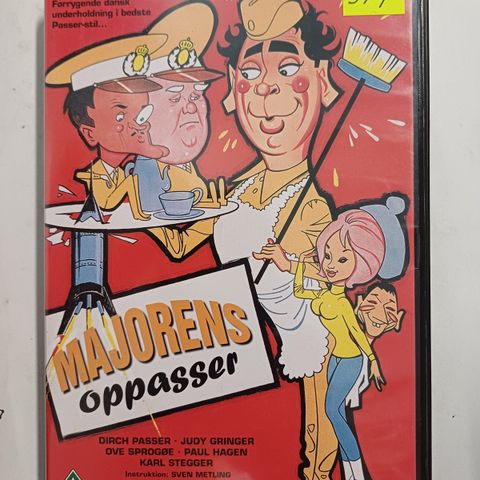 Forrygende dansk
underholdning i bedste
Passer-stil...
MAJORENS
oppasser
DIRCH PASSER · JUDY GRINGER
OVE SPROGØE · PAUL HAGEN
KARL STEGGER
Instruktion: SVEN METLING